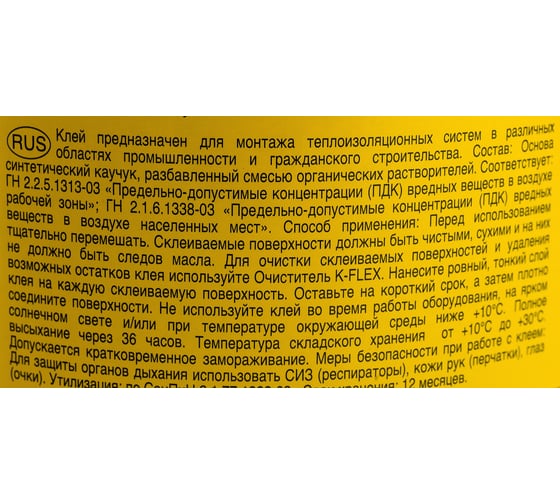 RUS Клей предназначен для монтажа теплоизоляционных систем в различных
областях промышленности и гражданского строительства. Состав: Основа
синтетический каучук, разбавленный смесью органических растворителей. Соответствует:
ГН 2.2.5.1313-03 «Предельно-допустимые концентрации (ПДК) вредных веществ в воздухе
рабочей зоны»; ГН 2.1.6.1338-03 «Предельно-допустимые концентрации (ПДК) вредных
веществ в воздухе населенных мест». Способ применения: Перед использованием
тщательно перемешать. Склеиваемые поверхности должны быть чистыми, сухими и на них
не должно быть следов масла. Для очистки склеиваемых поверхностей и удаления
возможных остатков клея используйте Очиститель K-FLEX. Нанесите ровный, тонкий слой
клея на каждую склеиваемую поверхность. Оставьте на короткий срок, а затем плотно
соедините поверхности. Не используйте клей во время работы оборудования, на ярком
солнечном свете и/или при температуре окружающей среды ниже +10°С. Полное
высыхание через 36 часов. Температура складского хранения от +10°С до +30°С.
Допускается кратковременное замораживание. Меры безопасности при работе с клеем:
Для защиты органов дыхания использовать СИЗ (респираторы), кожи рук (перчатки), глаз
(очки). Утилизация: по 12 месяцев.